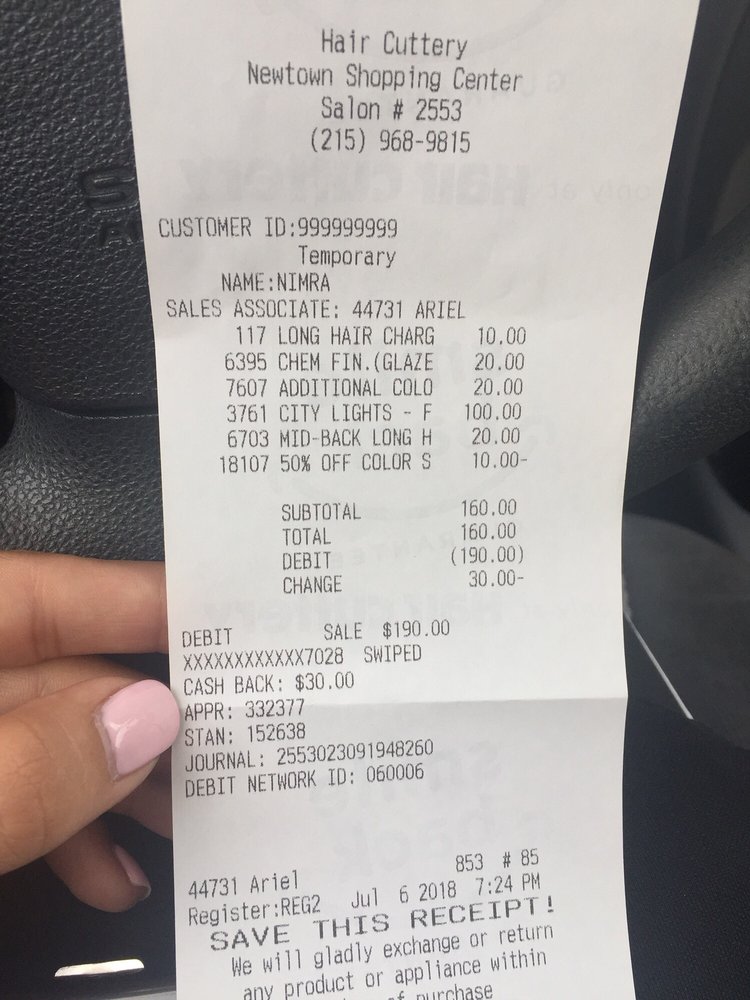 Hair Cuttery
Newtown Shopping Center
Salon # 2553
(215) 968-9815
CUSTOMER ID:999999999
Temporary
NAME:NIMRA
SALES ASSOCIATE: 44731 ARIEL
117 LONG HAIR CHARG 10.00
6395 CHEM FIN.(GLAZE 20.00
7607 ADDITIONAL COLO 20.00
3761 CITY LIGHTS - F 100.00
6703 MID-BACK LONG H 20.00
18107 50% OFF COLOR S 10.00-
SUBTOTAL 160.00
TOTAL 160.00
DEBIT (190.00)
CHANGE 30.00-
DEBIT SALE $190.00
XXXXXXXXXXXX7028 SWIPED
CASH BACK: $30.00
APPR: 332377
STAN: 152638
JOURNAL: 2553023091948260
DEBIT NETWORK ID: 060006
853 # 85
44731 Ariel
Register:REG2 Jul 6 2018 7:24 PM
SAVE THIS RECEIPT!
We will gladly exchange or return
any product or appliance within
of purchase